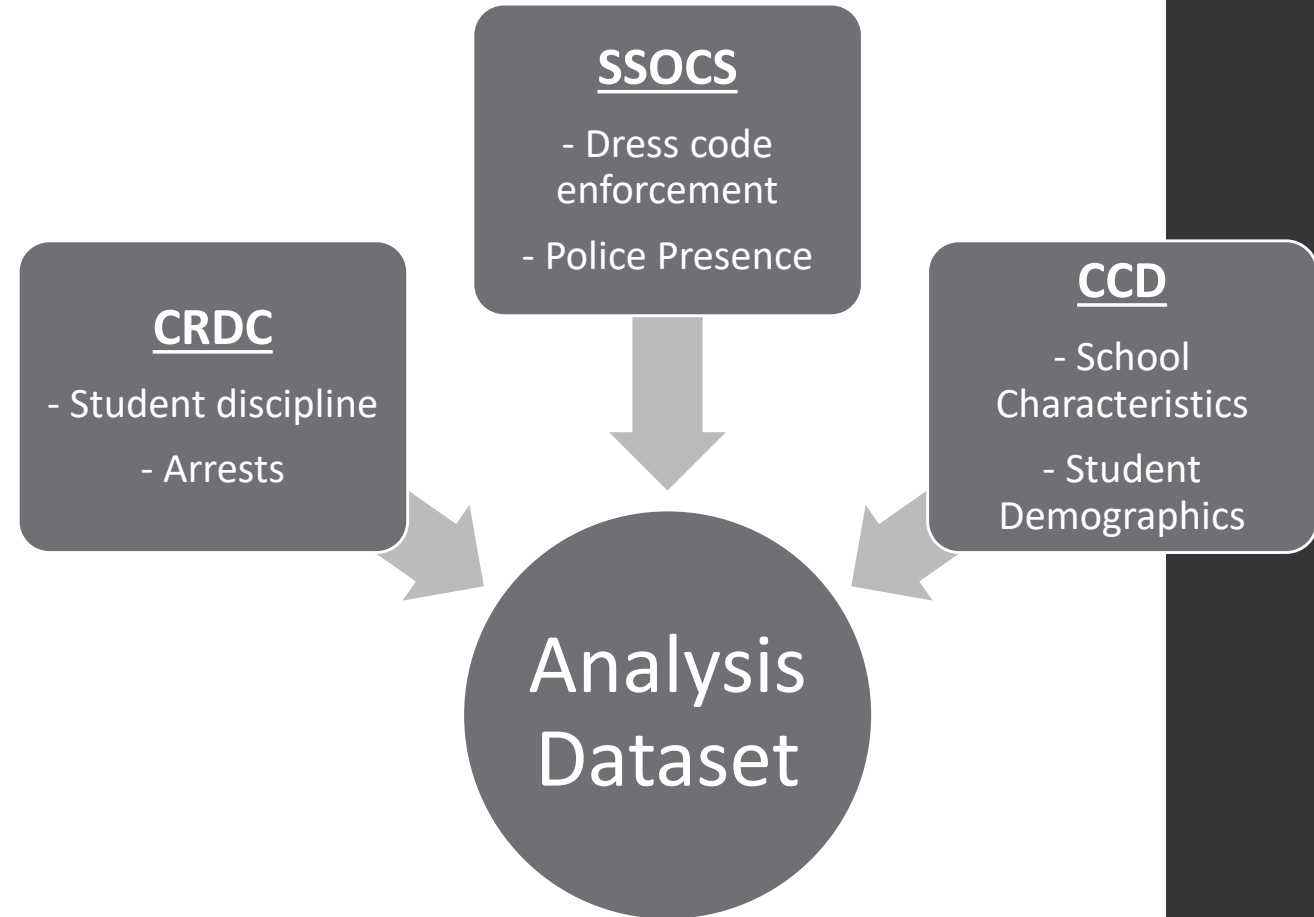 SSOCS
- Dress code
enforcement
- Police Presence
CRDC
- Student discipline
- Arrests
CCD
- School
Characteristics
- Student
Demographics
Analysis
Dataset